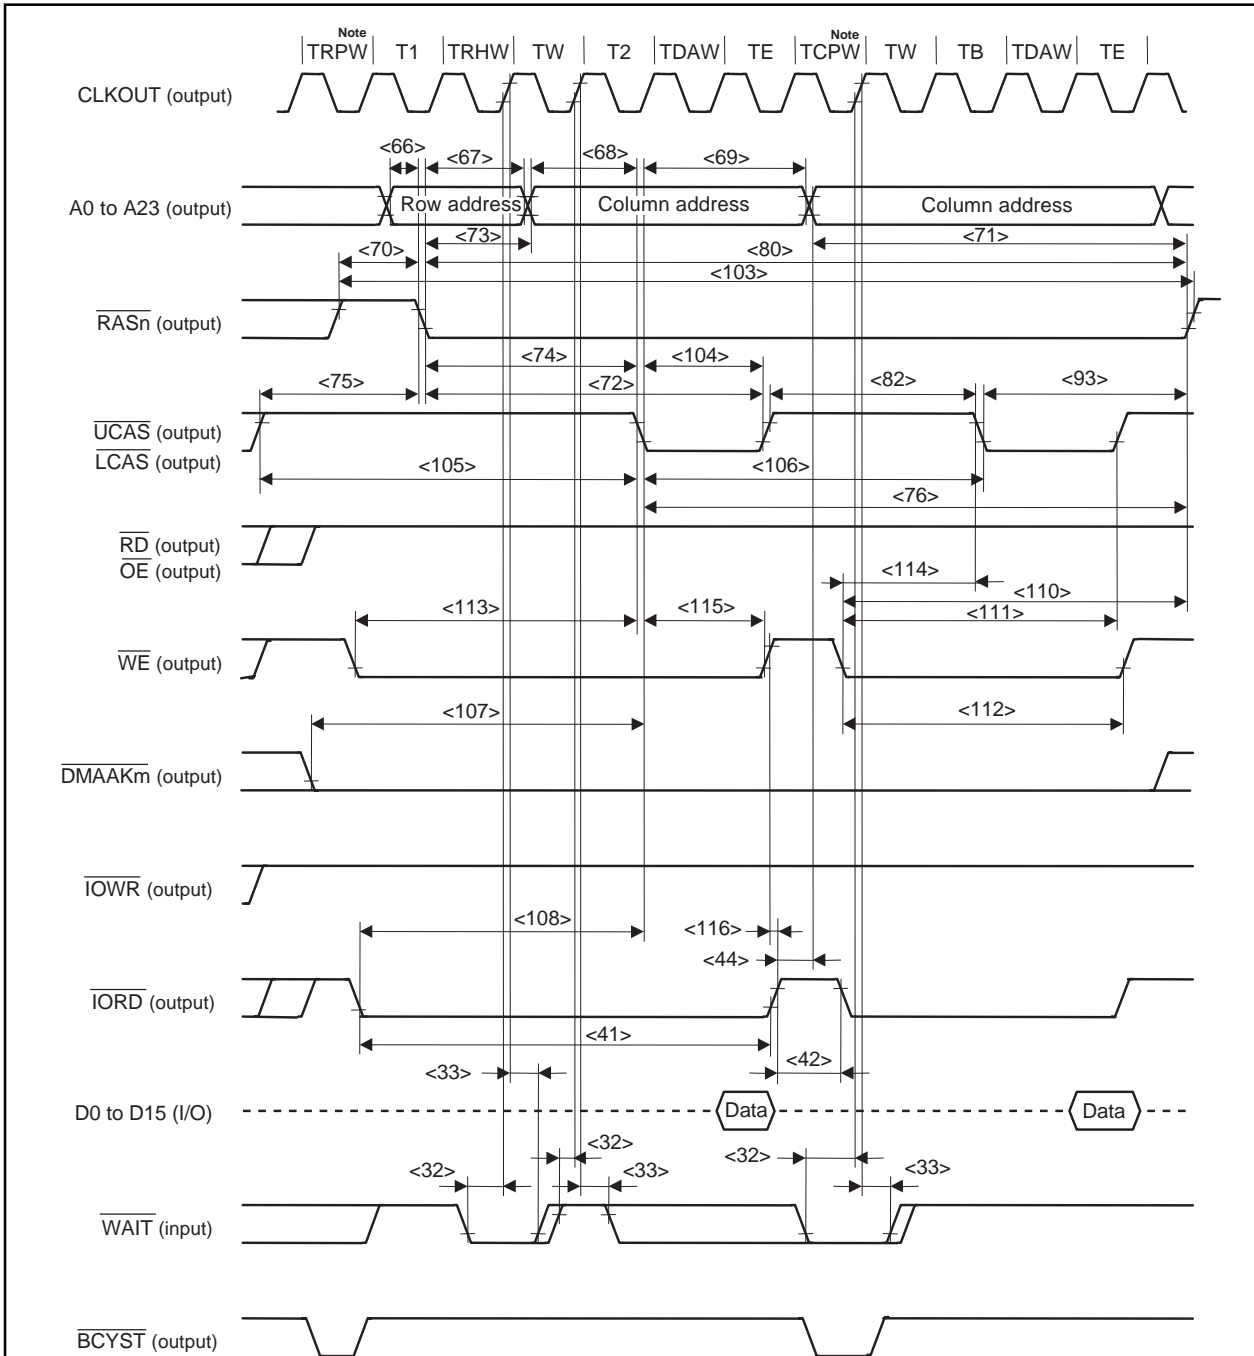 Note Note
TRPW T1 TRHW TW T2 TDAW TE TCPW TW TB TDAW TE
CLKOUT (output)
<66> <67> <68> <69>
A0 to A23 (output) Row address Column address Column address
<70> <73> <80> <71>
<103>
RASn (output)
<74> <104>
<75> <72> <82> <93>
UCAS (output)
LCAS (output)
<105> <106>
<76>
RD (output)
OE (output)
<114>
<110>
<113> <115> <111>
WE (output)
<107> <112>
DMAAKm (output)
IOWR (output)
<108> <116>
<44>
IORD (output)
<41>
<33> <42>
D0 to D15 (I/O) Data Data
<32>
<32> <33> <32> <33>
WAIT (input)
BCYST (output)